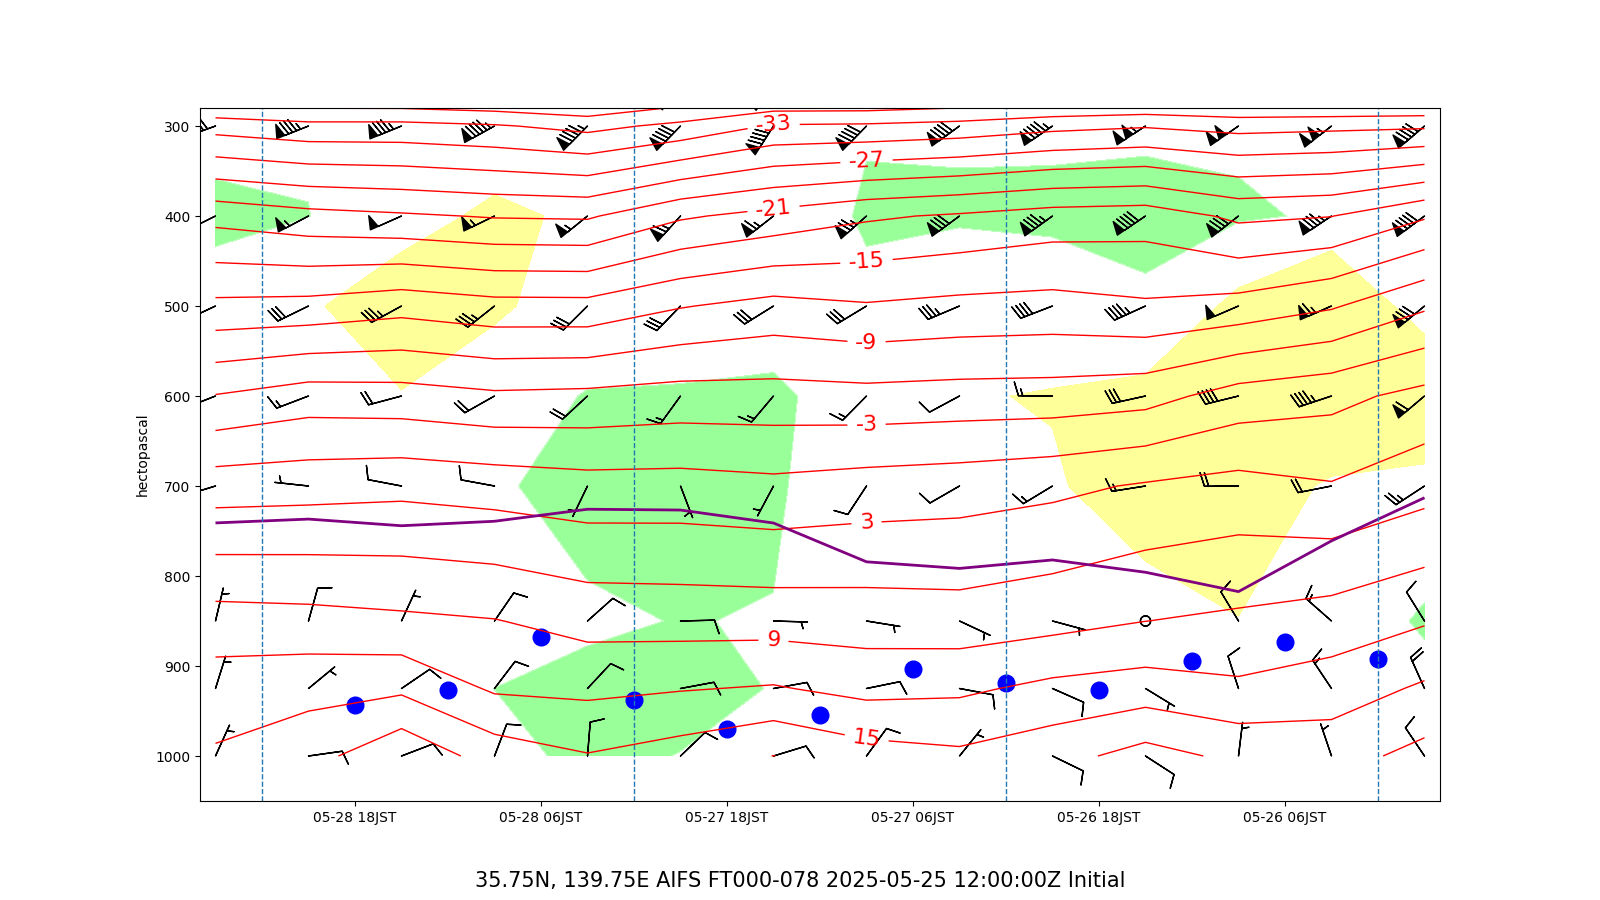 300
400
500
600
700
800
900
1000
hectopascal
-33
-27
-21
-15
-9
-3
3
9
15
05-28 18JST
05-28 06JST
05-27 18JST
05-27 06JST
05-26 18JST
05-26 06JST
35.75N, 139.75E AIFS FT000-078 2025-05-25 12:00:00Z Initial